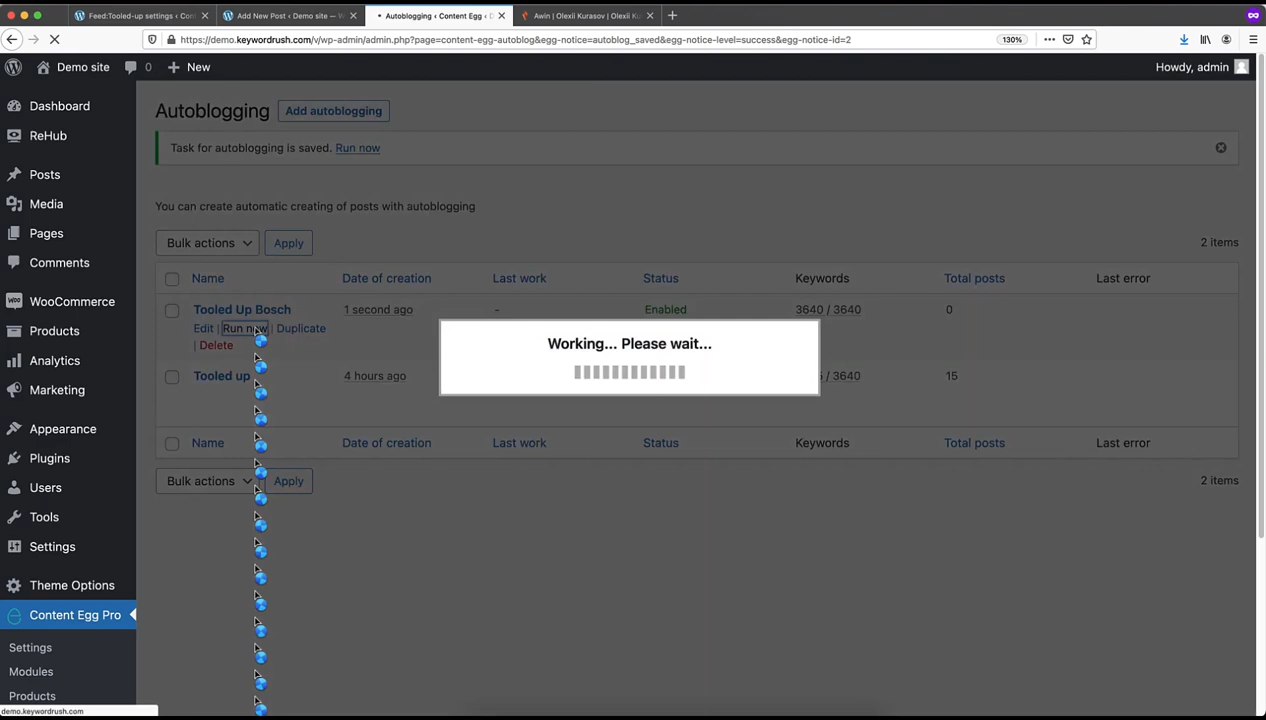 Feed:Tooled-up settings ‹ Con
Add New Post ‹ Demo site — W
Autoblogging ‹ Content Egg ‹ D
Awin | Olexii Kurasov | Olexii Ku
https://demo.keywordrush.com/v/wp-admin/admin.php?page=content-egg-autoblog&egg-notice=autoblog_saved&egg-notice-level=success&egg-notice-id=2
130%
Demo site
0
New
Howdy, admin
Dashboard
ReHub
Posts
Media
Pages
Comments
WooCommerce
Products
Analytics
Marketing
Appearance
Plugins
Users
Tools
Settings
Theme Options
Content Egg Pro
Settings
Modules
Products
demo.keywordrush.com
Autoblogging
Add autoblogging
Task for autoblogging is saved. Run now
You can create automatic creating of posts with autoblogging
Bulk actions
Apply
2 items
Name Date of creation Last work Status Keywords Total posts Last error
Tooled Up Bosch 1 second ago - Enabled 3640 / 3640 0
Edit | Run now | Duplicate
| Delete
Working... Please wait...
Tooled up 4 hours ago / 3640 15
Name Date of creation Last work Status Keywords Total posts Last error
Bulk actions
Apply
2 items